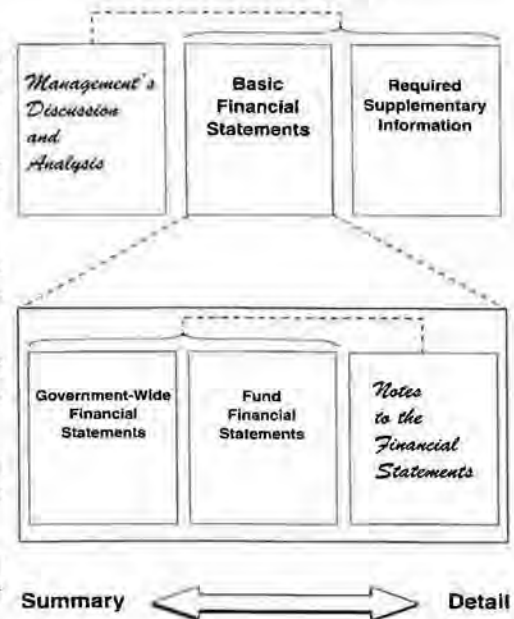 Management's
Discussion
and
Analysis
Basic
Financial
Statements
Required
Supplementary
Information
Government-Wide
Financial
Statements
Fund
Financial
Statements
Notes
to the
Financial
Statements
Summary
Detail